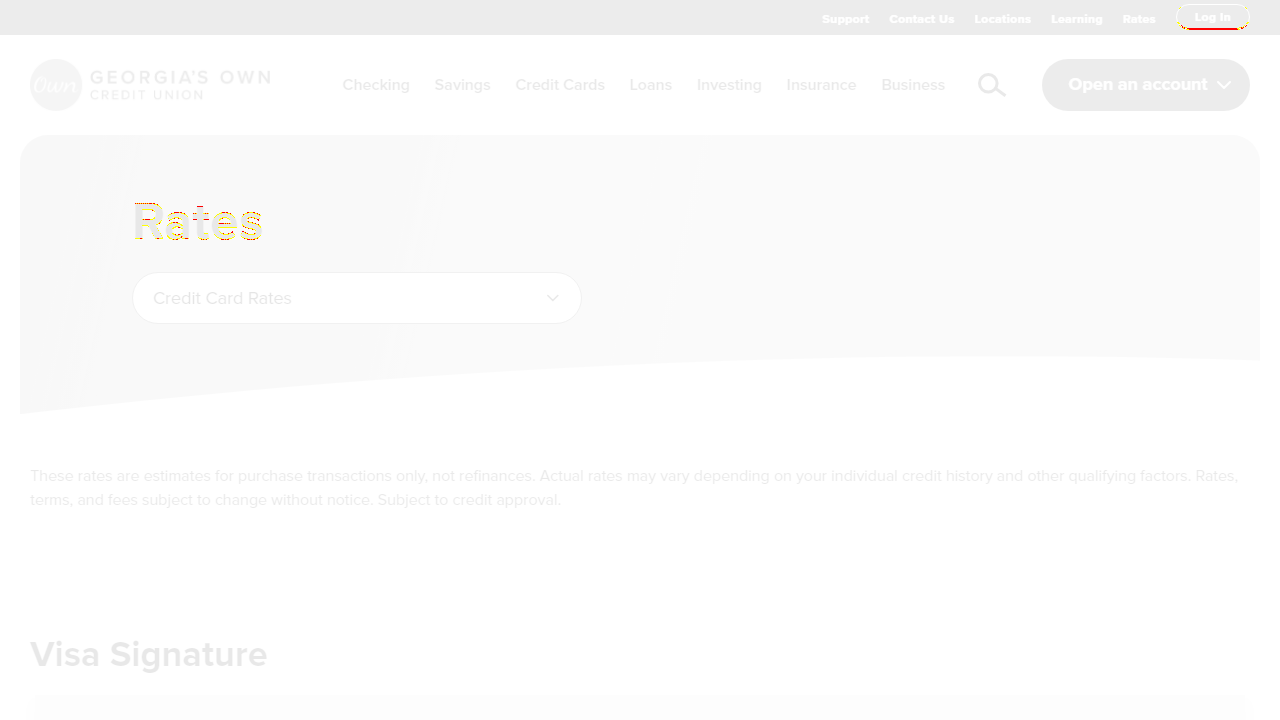 Support Contact Us Locations Learning Rates Log In
Own GEORGIA'S OWN CREDIT UNION
Checking Savings Credit Cards Loans Investing Insurance Business Open an account
Rates
Credit Card Rates
These rates are estimates for purchase transactions only, not refinances. Actual rates may vary depending on your individual credit history and other qualifying factors. Rates,
terms, and fees subject to change without notice. Subject to credit approval.
Visa Signature